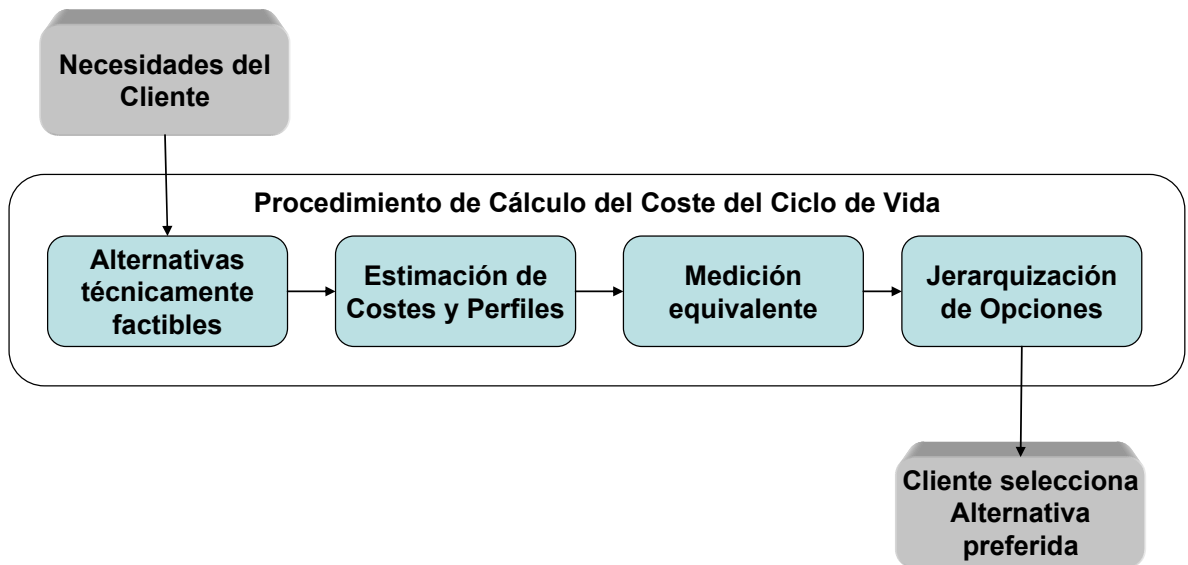 Necesidades del
Cliente
Procedimiento de Cálculo del Coste del Ciclo de Vida
Alternativas
técnicamente
factibles
Estimación de
Costes y Perfiles
Medición
equivalente
Jerarquización
de Opciones
Cliente selecciona
Alternativa
preferida